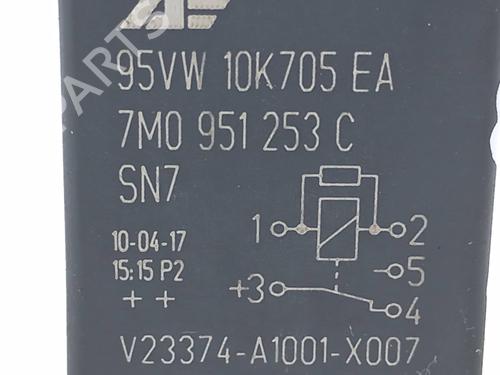 95VW 10K705 EA
7M0 951 253 C
SN7
10-04-17
15:15 P2
++
1
2
5
+3
4
V23374-A1001-X007